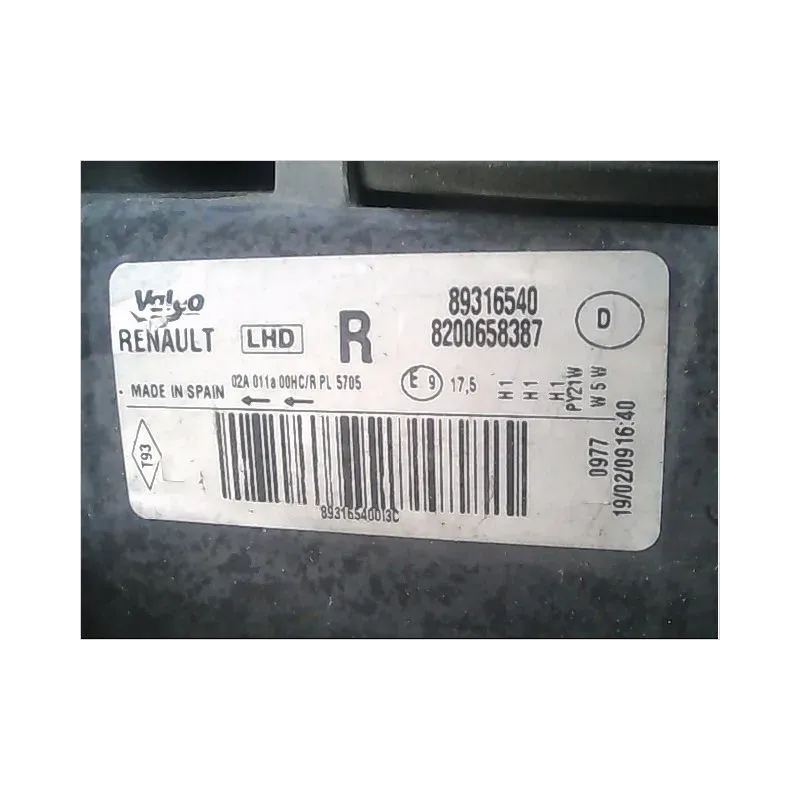 Valeo
RENAULT
LHD
R
89316540
8200658387
D
MADE IN SPAIN
02A 011a 00HC/R PL 5705
E 9
17,5
H1
H1
H1
PY21W
W5W
T93
89316540013C
0977
19/02/09 16:40